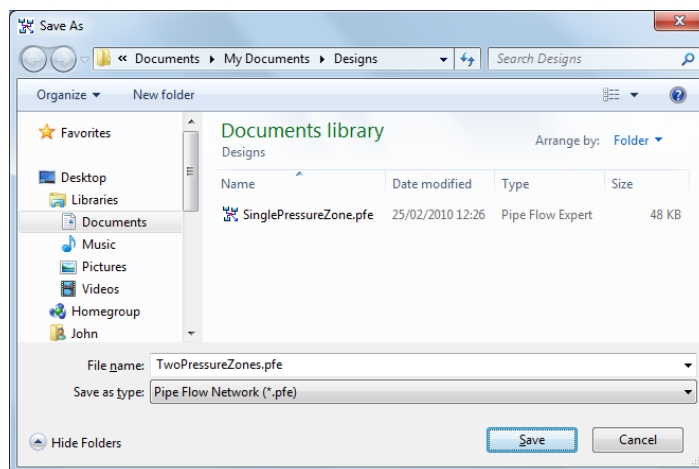 Save As
« Documents My Documents Designs Search Designs
Organize New folder
Favorites
Desktop
Libraries
Documents
Music
Pictures
Videos
Homegroup
John
Documents library
Designs
Arrange by: Folder
Name Date modified Type Size
SinglePressureZone.pfe 25/02/2010 12:26 Pipe Flow Expert 48 KB
File name: TwoPressureZones.pfe
Save as type: Pipe Flow Network (*.pfe)
Hide Folders Save Cancel